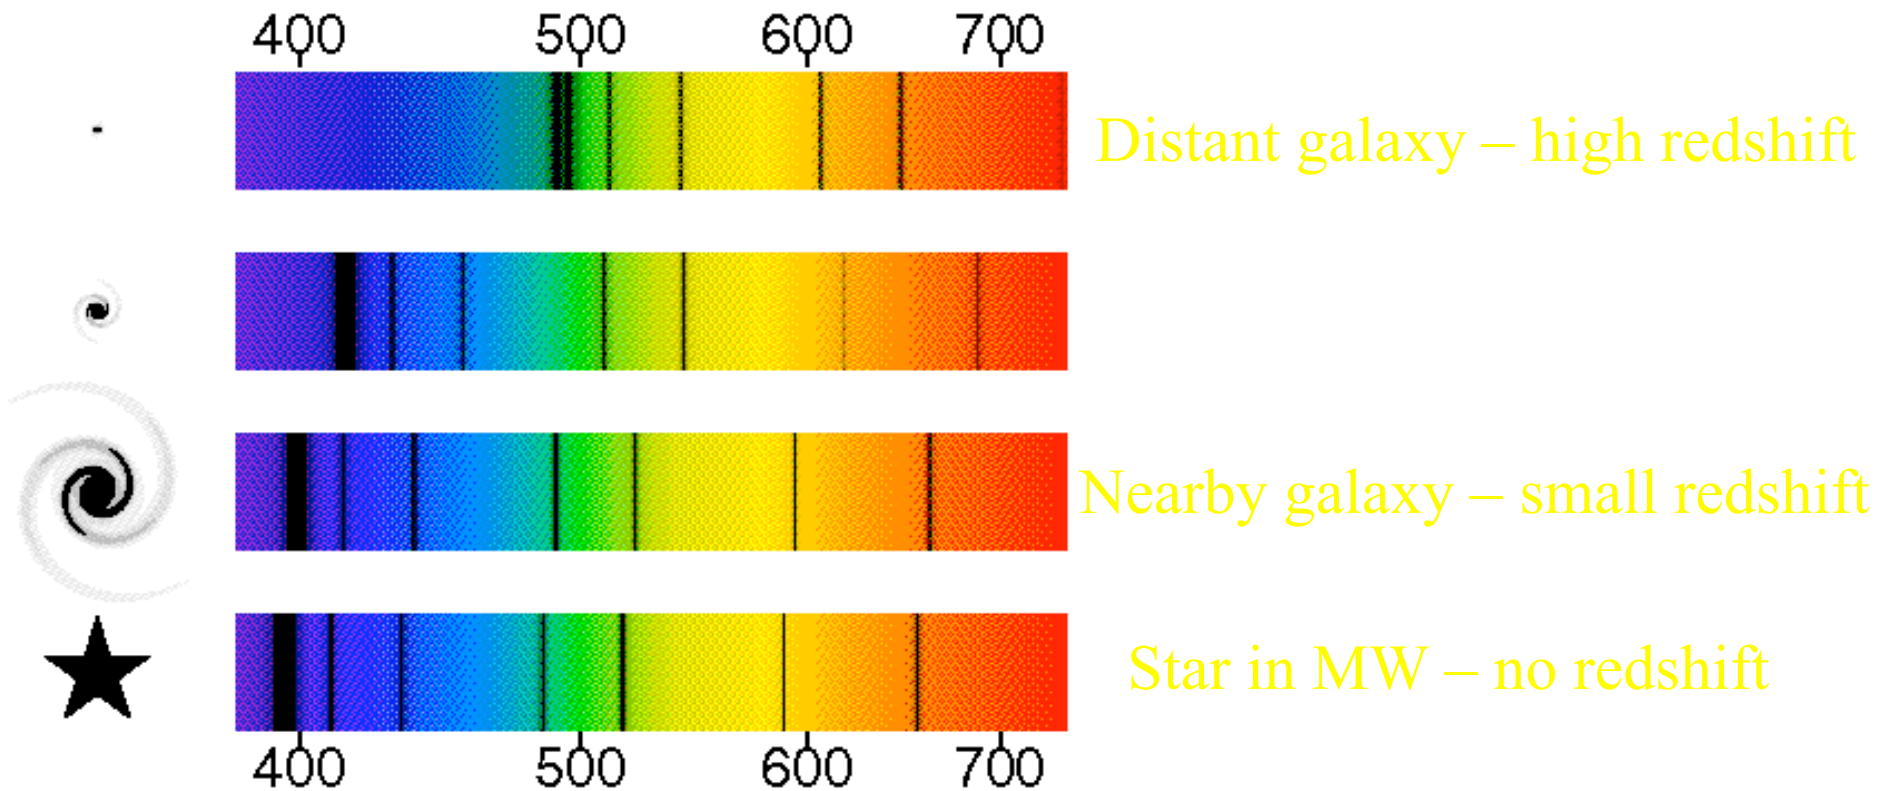 400 500 600 700
Distant galaxy – high redshift
Nearby galaxy – small redshift
Star in MW – no redshift
400 500 600 700